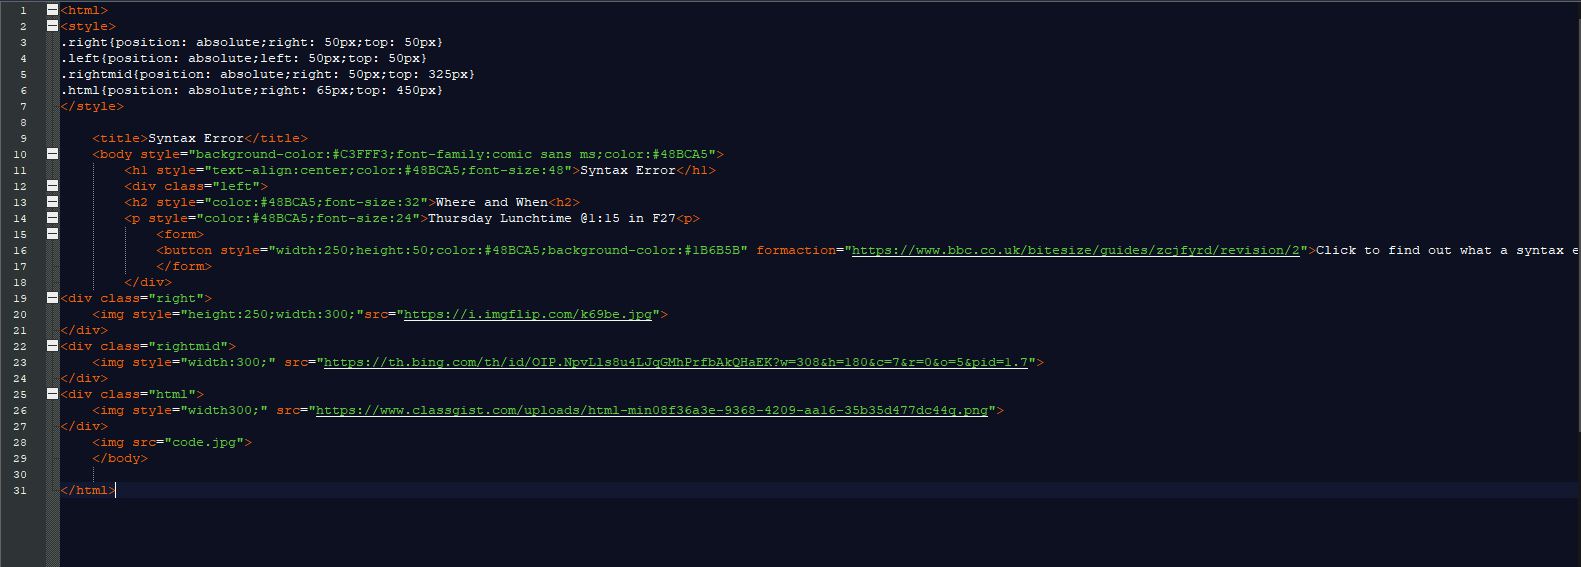 1 <html>
2 <style>
3 .right{position: absolute;right: 50px;top: 50px}
4 .left{position: absolute;left: 50px;top: 50px}
5 .rightmid{position: absolute;right: 50px;top: 325px}
6 .html{position: absolute;right: 65px;top: 450px}
7 </style>
8
9 <title>Syntax Error</title>
10 <body style="background-color:#C3FFF3;font-family:comic sans ms;color:#48BCA5">
11 <h1 style="text-align:center;color:#48BCA5;font-size:48">Syntax Error</h1>
12 <div class="left">
13 <h2 style="color:#48BCA5;font-size:32">Where and When<h2>
14 <p style="color:#48BCA5;font-size:24">Thursday Lunchtime @1:15 in F27<p>
15 <form>
16 <button style="width:250;height:50;color:#48BCA5;background-color:#1B6B5B" formaction="https://www.bbc.co.uk/bitesize/guides/zcjfyrd/revision/2">Click to find out what a syntax e
17 </form>
18 </div>
19 <div class="right">
20 <img style="height:250;width:300;"src="https://i.imgflip.com/k69be.jpg">
21 </div>
22 <div class="rightmid">
23 <img style="width:300;" src="https://th.bing.com/th/id/OIP.NpvLls8u4LJqGMhPrfbAkQHaEK?w=308&h=180&c=7&r=0&o=5&pid=1.7">
24 </div>
25 <div class="html">
26 <img style="width300;" src="https://www.classgist.com/uploads/html-min08f36a3e-9368-4209-aa16-35b35d477dc44q.png">
27 </div>
28 <img src="code.jpg">
29 </body>
30
31 </html>